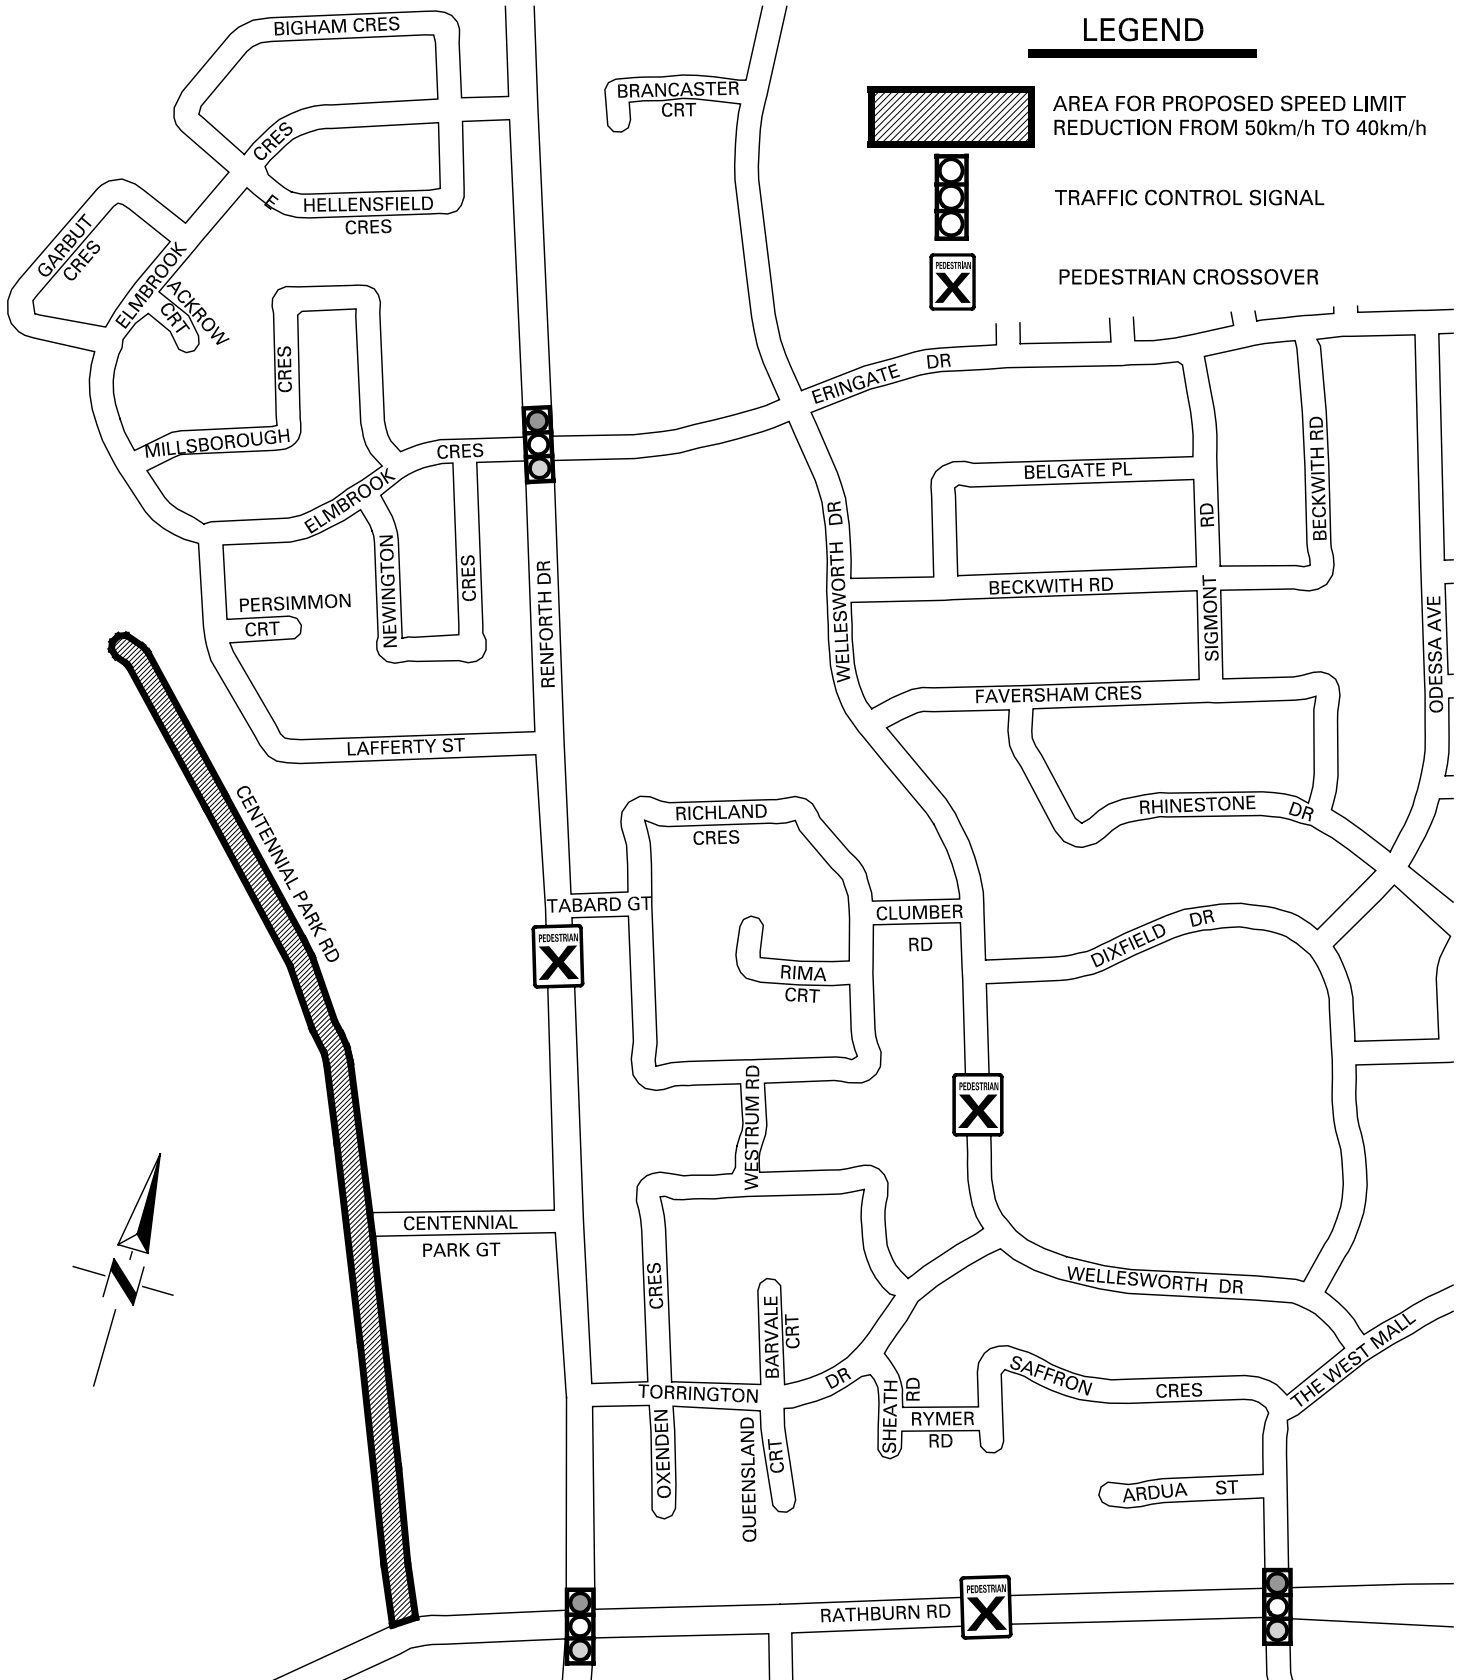 LEGEND
AREA FOR PROPOSED SPEED LIMIT
REDUCTION FROM 50km/h TO 40km/h
TRAFFIC CONTROL SIGNAL
PEDESTRIAN
X
PEDESTRIAN CROSSOVER
BIGHAM CRES
BRANCASTER
CRT
CRES
E
HELLENSFIELD
CRES
GARBUT
CRES
ELMBROOK
ACKROW
CRT
CRES
MILLSBOROUGH
CRES
ELMBROOK
ERINGATE DR
BELGATE PL
BECKWITH RD
RD
SIGMONT
BECKWITH RD
WELLESWORTH DR
NEWINGTON
CRES
RENFORTH DR
PERSIMMON
CRT
ODESSA AVE
FAVERSHAM CRES
LAFFERTY ST
CENTENNIAL PARK RD
RICHLAND
CRES
RHINESTONE DR
TABARD GT
CLUMBER
RD
PEDESTRIAN
X
RIMA
CRT
DIXFIELD DR
WESTRUM RD
PEDESTRIAN
X
CENTENNIAL
PARK GT
N
CRES
BARVALE
CRT
WELLESWORTH DR
THE WEST MALL
TORRINGTON DR
SAFFRON CRES
SHEATH
RD
RYMER
RD
OXENDEN
QUEENSLAND
CRT
ARDUA ST
RATHBURN RD
PEDESTRIAN
X